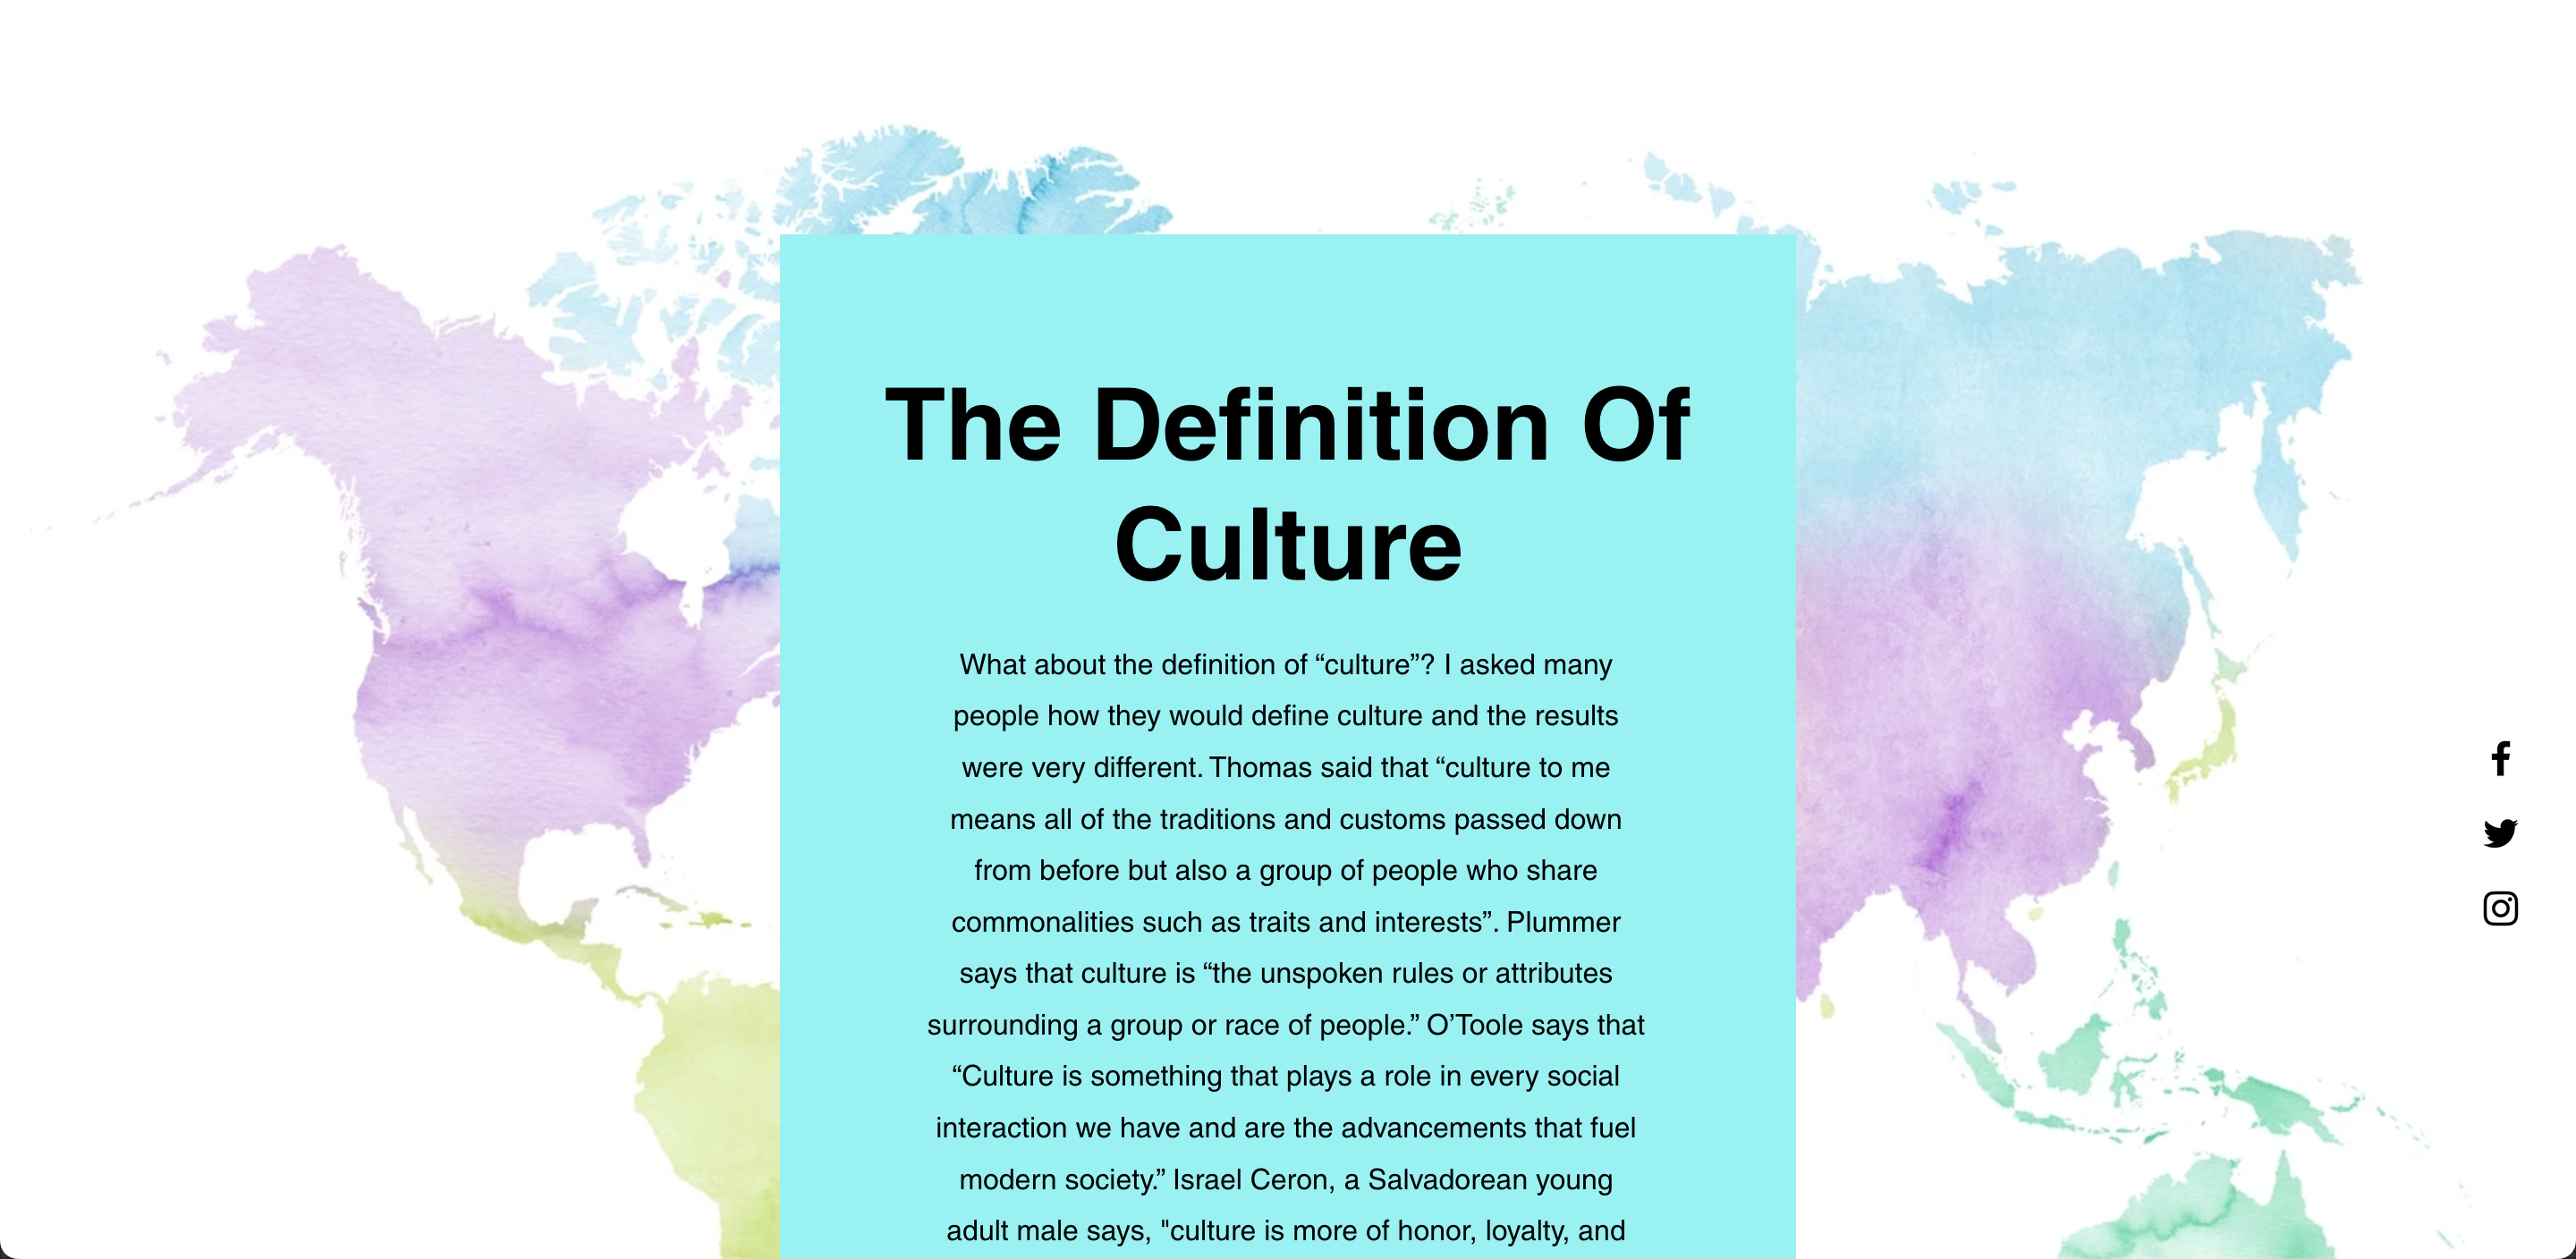 The Definition Of
Culture
What about the definition of “culture”? I asked many
people how they would define culture and the results
were very different. Thomas said that “culture to me
means all of the traditions and customs passed down
from before but also a group of people who share
commonalities such as traits and interests”. Plummer
says that culture is “the unspoken rules or attributes
surrounding a group or race of people.” O’Toole says that
“Culture is something that plays a role in every social
interaction we have and are the advancements that fuel
modern society.” Israel Ceron, a Salvadorean young
adult male says, "culture is more of honor, loyalty, and